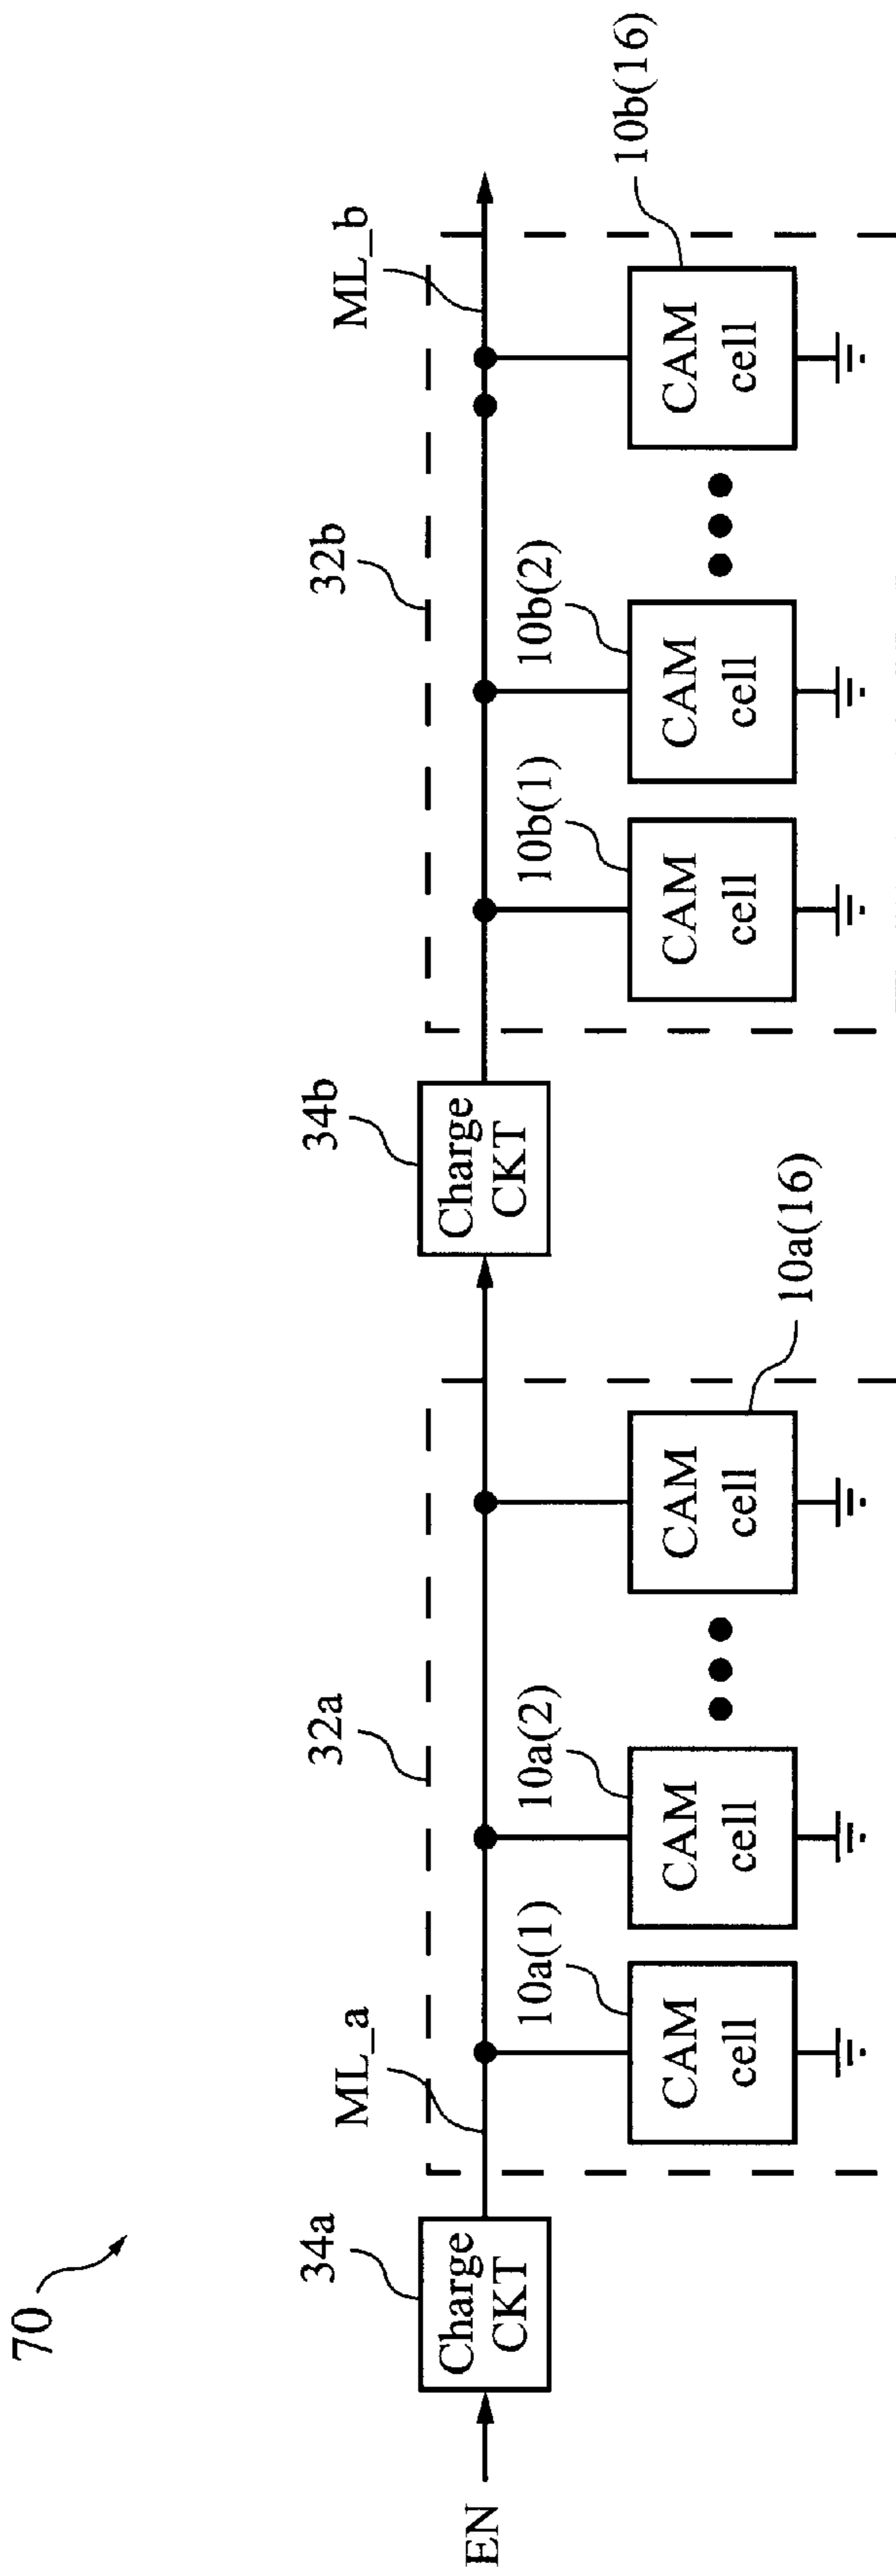 70
EN
34a
Charge
CKT
ML_a
32a
10a(1)
CAM
cell
10a(2)
CAM
cell
10a(16)
CAM
cell
34b
Charge
CKT
32b
10b(1)
CAM
cell
10b(2)
CAM
cell
ML_b
10b(16)
CAM
cell